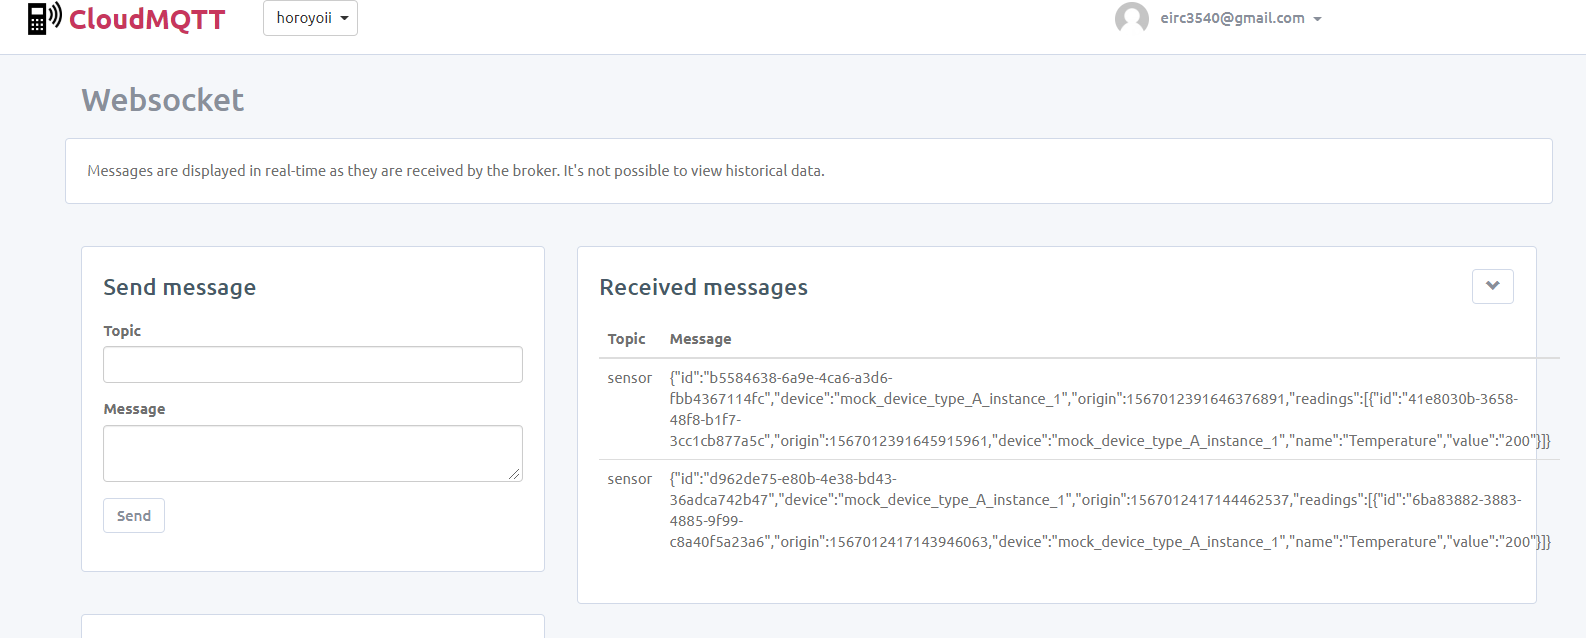 CloudMQTT
horoyoii
eirc3540@gmail.com
Websocket
Messages are displayed in real-time as they are received by the broker. It's not possible to view historical data.
Send message
Topic
Message
Send
Received messages
Topic Message
sensor {"id":"b5584638-6a9e-4ca6-a3d6-
fbb4367114fc","device":"mock_device_type_A_instance_1","origin":1567012391646376891,"readings":[{"id":"41e8030b-3658-
48f8-b1f7-
3cc1cb877a5c","origin":1567012391645915961,"device":"mock_device_type_A_instance_1","name":"Temperature","value":"200"}]}
sensor {"id":"d962de75-e80b-4e38-bd43-
36adca742b47","device":"mock_device_type_A_instance_1","origin":1567012417144462537,"readings":[{"id":"6ba83882-3883-
4885-9f99-
c8a40f5a23a6","origin":1567012417143946063,"device":"mock_device_type_A_instance_1","name":"Temperature","value":"200"}]}